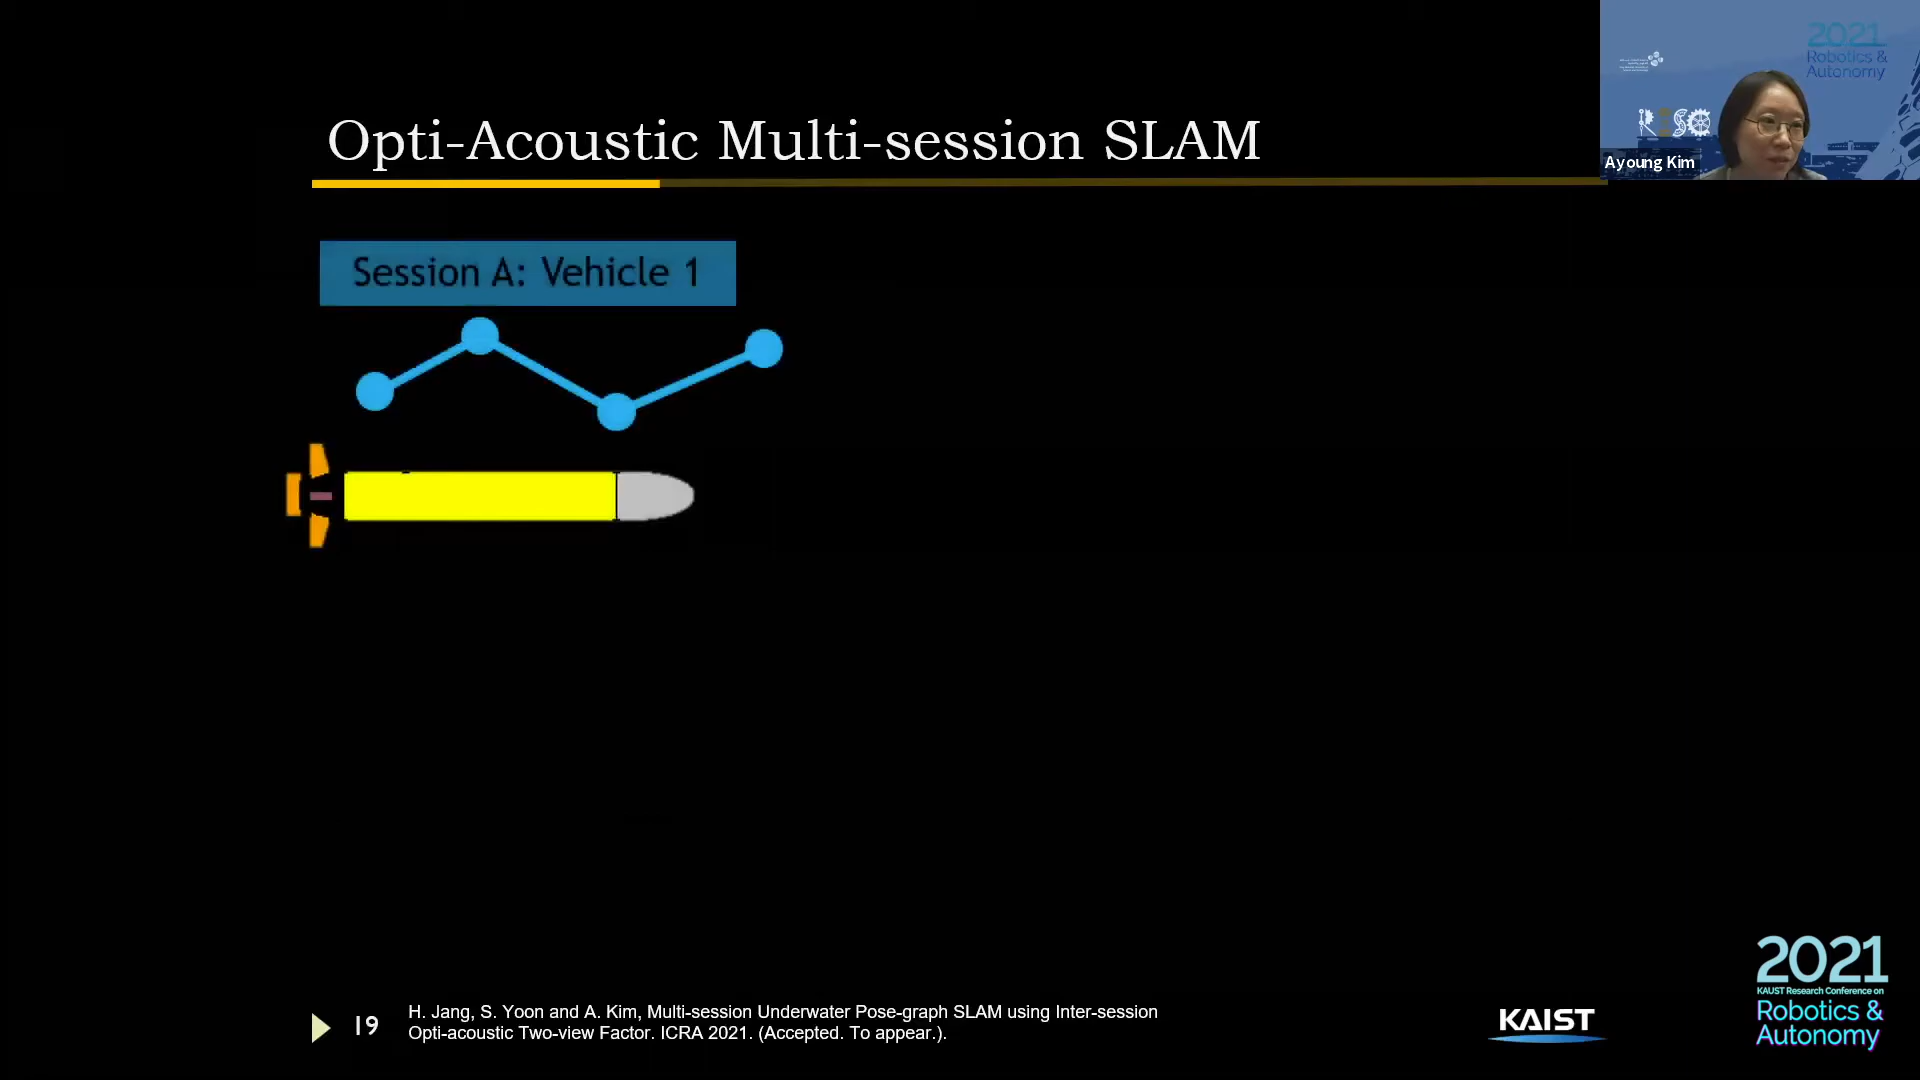 2021
Robotics &
Autonomy
Ayoung Kim
Opti-Acoustic Multi-session SLAM
Session A: Vehicle 1
19
H. Jang, S. Yoon and A. Kim, Multi-session Underwater Pose-graph SLAM using Inter-session
Opti-acoustic Two-view Factor. ICRA 2021. (Accepted. To appear.).
KAIST
2021
KAUST Research Conference on
Robotics &
Autonomy